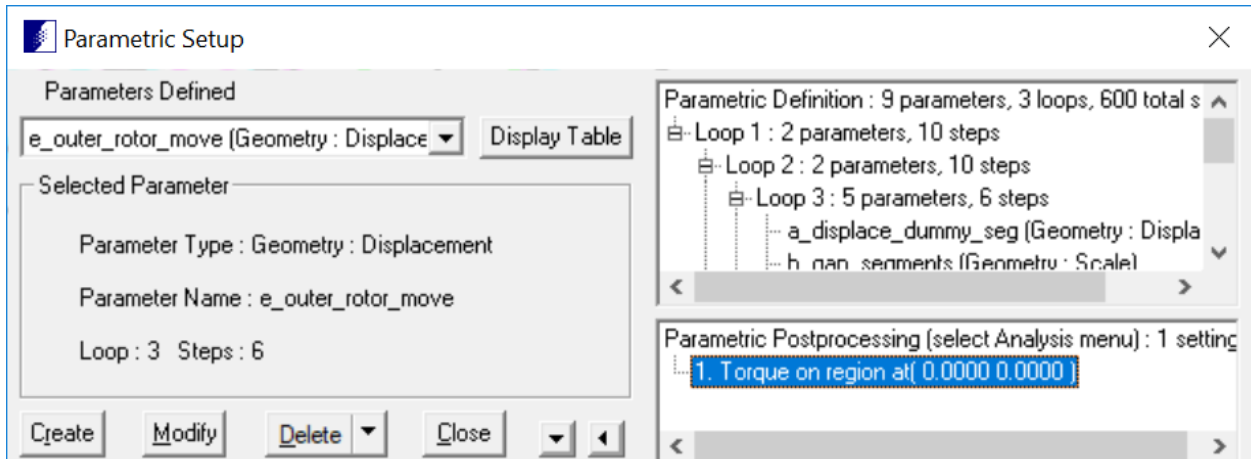 Parametric Setup
Parameters Defined
e_outer_rotor_move (Geometry : Displace
Display Table
Selected Parameter
Parameter Type : Geometry : Displacement
Parameter Name : e_outer_rotor_move
Loop : 3 Steps : 6
Create Modify Delete Close
Parametric Definition : 9 parameters, 3 loops, 600 total s
Loop 1 : 2 parameters, 10 steps
Loop 2 : 2 parameters, 10 steps
Loop 3 : 5 parameters, 6 steps
a_displace_dummy_seg (Geometry : Displa
b_gap_segments (Geometry : Scale)
Parametric Postprocessing (select Analysis menu) : 1 setting
1. Torque on region at( 0.0000 0.0000 )